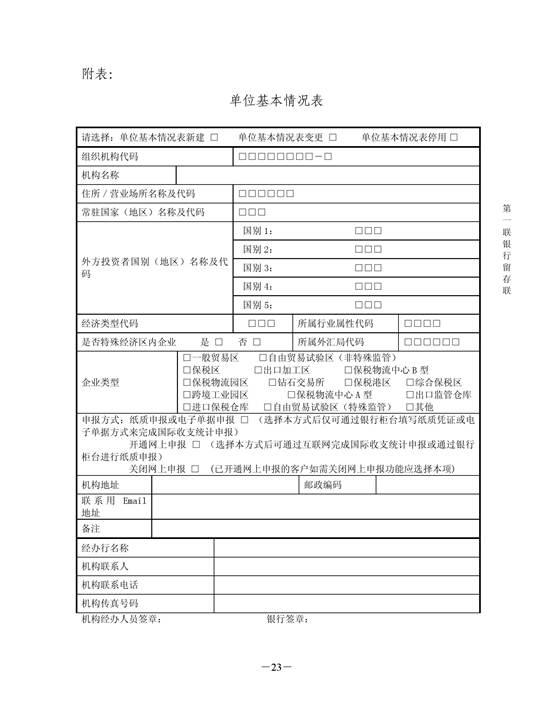 附表:
单位基本情况表
请选择: 单位基本情况表新建 □ 单位基本情况表变更 □ 单位基本情况表停用 □
组织机构代码 □□□□□□□□－□
机构名称
住所/营业场所名称及代码 □□□□□□
常驻国家（地区）名称及代码 □□□
国别 1: □□□
国别 2: □□□
外方投资者国别（地区）名称及代
码
国别 3: □□□
国别 4: □□□
国别 5: □□□
经济类型代码 □□□ 所属行业属性代码 □□□□
是否特殊经济区内企业 是 □ 否 □ 所属外汇局代码 □□□□□□
企业类型
□一般贸易区 □自由贸易试验区（非特殊监管）
□保税区 □出口加工区 □保税物流中心 B 型
□保税物流园区 □钻石交易所 □保税港区 □综合保税区
□跨境工业园区 □保税物流中心 A 型 □出口监管仓库
□进口保税仓库 □自由贸易试验区（特殊监管） □其他
申报方式: 纸质申报或电子单据申报 □ （选择本方式后仅可通过银行柜台填写纸质凭证或电
子单据方式来完成国际收支统计申报）
开通网上申报 □ （选择本方式后可通过互联网完成国际收支统计申报或通过银行
柜台进行纸质申报）
关闭网上申报 □ (已开通网上申报的客户如需关闭网上申报功能应选择本项)
机构地址 邮政编码
联系用 Email
地址
备注
经办行名称
机构联系人
机构联系电话
机构传真号码
机构经办人员签章: 银行签章:
第一联银行留存联
－23－